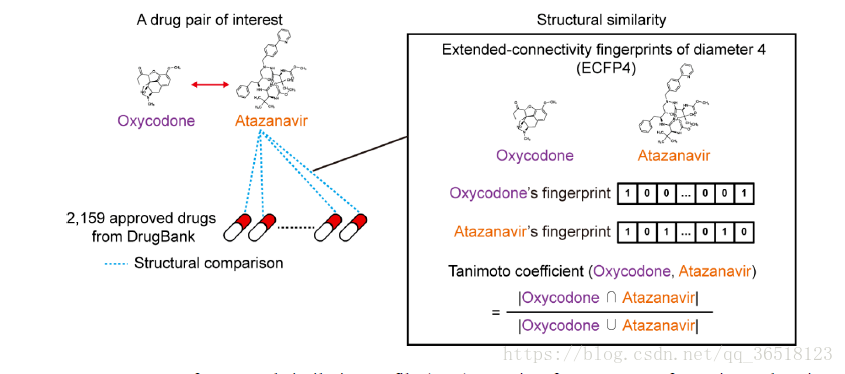 A drug pair of interest
Oxycodone
Atazanavir
2,159 approved drugs
from DrugBank
Structural comparison
Structural similarity
Extended-connectivity fingerprints of diameter 4
(ECFP4)
Oxycodone
Atazanavir
Oxycodone's fingerprint 1 0 0 ... 0 0 1
Atazanavir's fingerprint 1 0 1 ... 0 1 0
Tanimoto coefficient (Oxycodone, Atazanavir)
= |Oxycodone ∩ Atazanavir|
|Oxycodone ∪ Atazanavir|
https://blog.csdn.net/qq_36518123